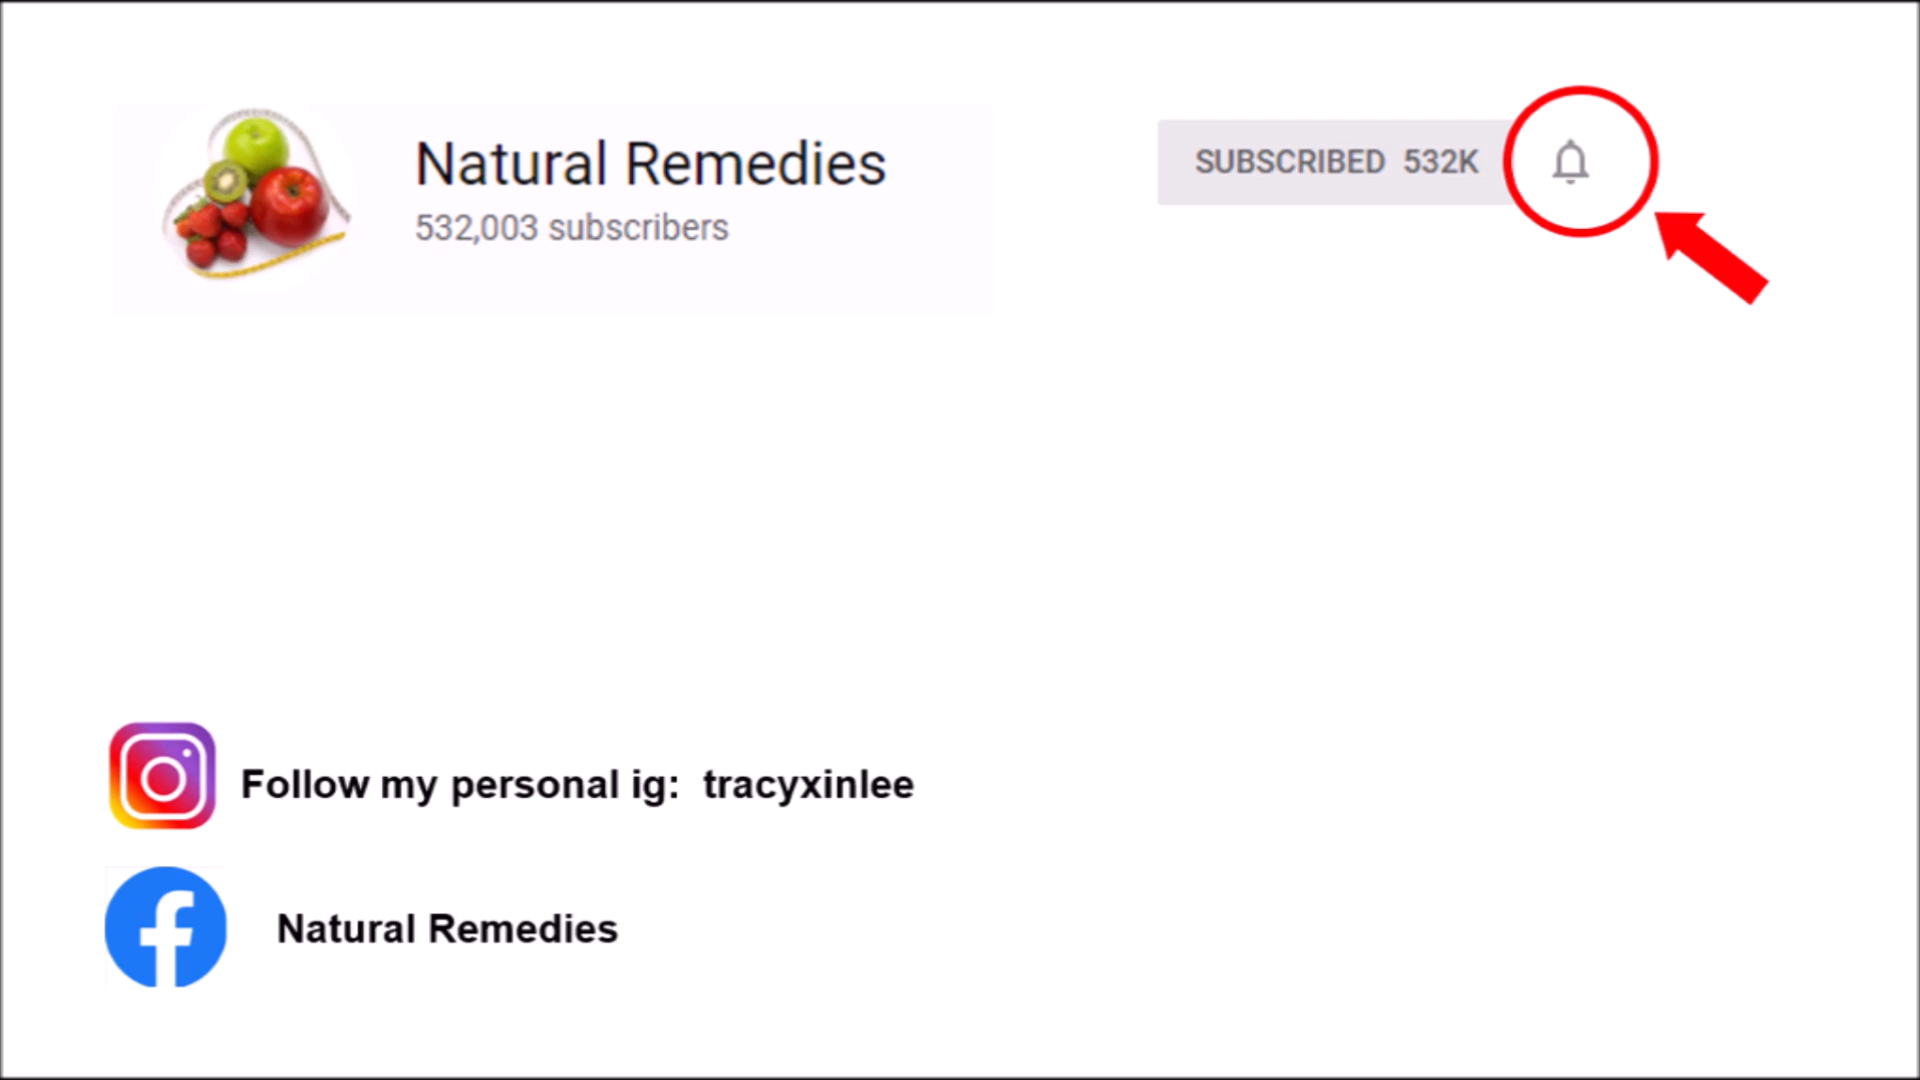 Natural Remedies
532,003 subscribers
SUBSCRIBED 532K
Follow my personal ig: tracyxinlee
Natural Remedies